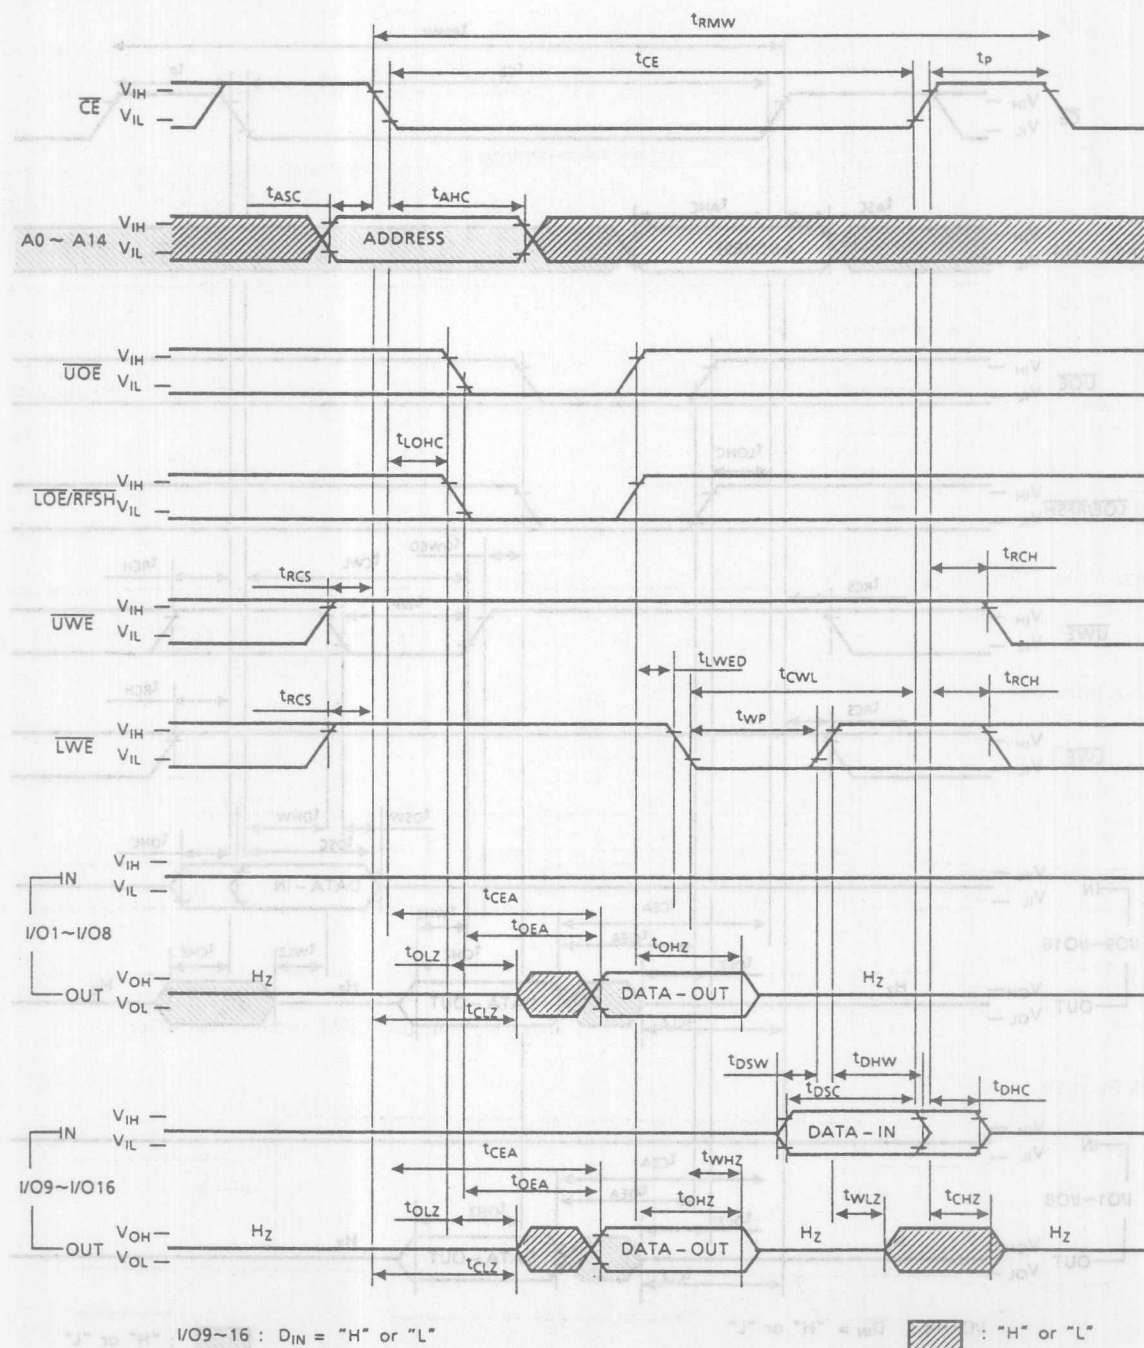 tRMW
tCE tP
CE VIH
VIL
tASC tAHC
A0 ~ A14 VIH
VIL
ADDRESS
UOE VIH
VIL
tLOHC
LOE/RFSH VIH
VIL
tRCS tRCH
UWE VIH
VIL
tLWED
tCWL
tRCS tWP tRCH
LWE VIH
VIL
I/O1~I/O8
IN VIH
VIL
tCEA
tOEA
tOLZ tOHZ
OUT VOH
VOL
HZ DATA-OUT HZ
tCLZ
tDSW tDHW
tDSC tDHC
I/O9~I/O16
IN VIH
VIL
DATA-IN
tCEA tWHZ
tOEA
tOLZ tOHZ tWLZ tCHZ
OUT VOH
VOL
HZ DATA-OUT HZ HZ
tCLZ
I/O9~16 : DIN = "H" or "L"
: "H" or "L"